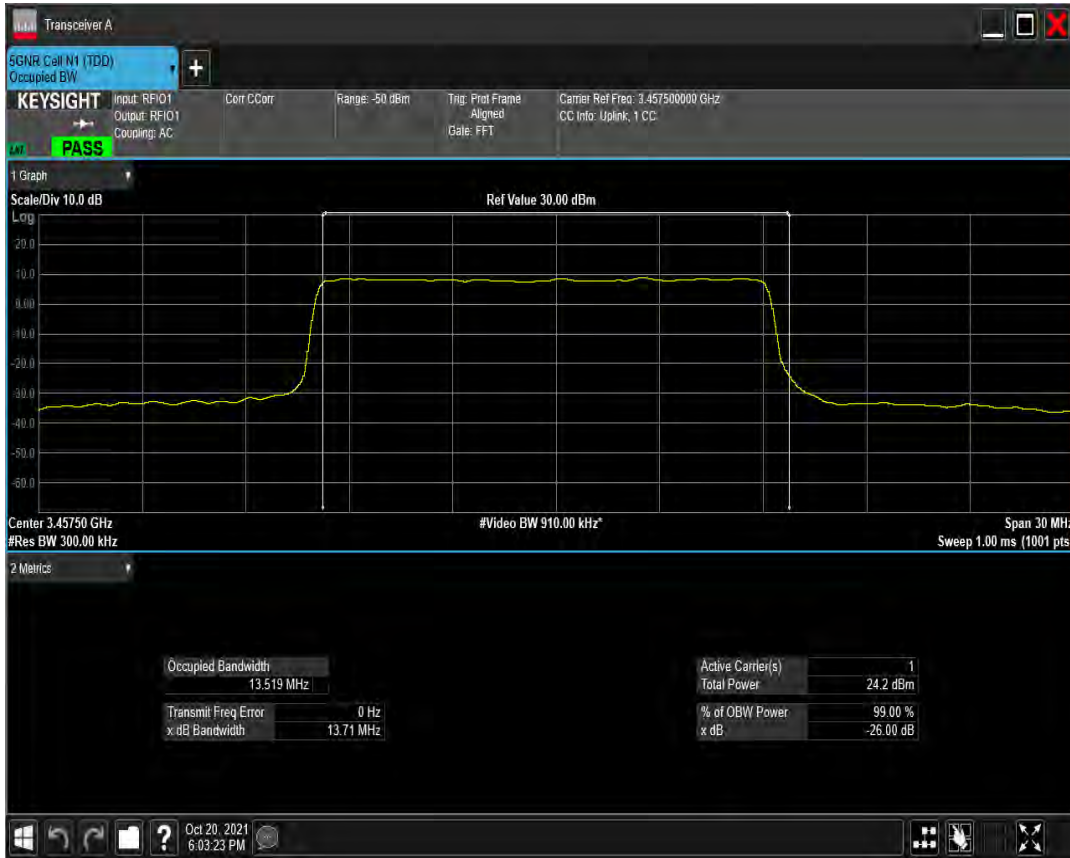 Transceiver A
5GNR Cell N1 (TDD)
Occupied BW
+
KEYSIGHT
Input: RFIO1
Output: RFIO1
Coupling: AC
Corr CCorr
Range: -50 dBm
Trig: Prot Frame
Aligned
Gate: FFT
Carrier Ref Freq: 3.457500000 GHz
CC Info: Uplink, 1 CC
PASS
1 Graph
Scale/Div 10.0 dB
Ref Value 30.00 dBm
Log
20.0
10.0
0.00
-10.0
-20.0
-30.0
-40.0
-50.0
-60.0
Center 3.45750 GHz
#Video BW 910.00 kHz*
Span 30 MHz
#Res BW 300.00 kHz
Sweep 1.00 ms (1001 pts
2 Metrics
Occupied Bandwidth
13.519 MHz
Active Carrier(s) 1
Total Power 24.2 dBm
Transmit Freq Error 0 Hz
x dB Bandwidth 13.71 MHz
% of OBW Power 99.00 %
x dB -26.00 dB
?
Oct 20, 2021
6:03:23 PM